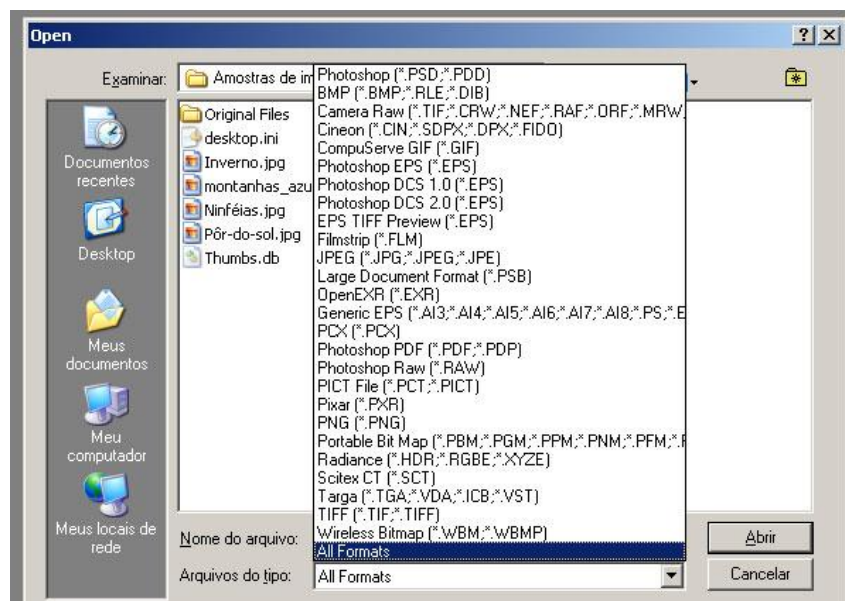 Open
Examinar:
Amostras de im
Documentos recentes
Desktop
Meus documentos
Meu computador
Meus locais de rede
Original Files
desktop.ini
Inverno.jpg
montanhas_azu
Ninféias.jpg
Pôr-do-sol.jpg
Thumbs.db
Photoshop (*.PSD;*.PDD)
BMP (*.BMP;*.RLE;*.DIB)
Camera Raw (*.TIF;*.CRW;*.NEF;*.RAF;*.ORF;*.MRW;
Cineon (*.CIN;*.SDPX;*.DPX;*.FIDO)
CompuServe GIF (*.GIF)
Photoshop EPS (*.EPS)
Photoshop DCS 1.0 (*.EPS)
Photoshop DCS 2.0 (*.EPS)
EPS TIFF Preview (*.EPS)
Filmstrip (*.FLM)
JPEG (*.JPG;*.JPEG;*.JPE)
Large Document Format (*.PSB)
OpenEXR (*.EXR)
Generic EPS (*.AI3;*.AI4;*.AI5;*.AI6;*.AI7;*.AI8;*.PS;*.E
PCX (*.PCX)
Photoshop PDF (*.PDF;*.PDP)
Photoshop Raw (*.RAW)
PICT File (*.PCT;*.PICT)
Pixar (*.PXR)
PNG (*.PNG)
Portable Bit Map (*.PBM;*.PGM;*.PPM;*.PNM;*.PFM;*.F
Radiance (*.HDR;*.RGBE;*.XYZE)
Scitex CT (*.SCT)
Targa (*.TGA;*.VDA;*.ICB;*.VST)
TIFF (*.TIF;*.TIFF)
Wireless Bitmap (*.WBM;*.WBMP)
All Formats
Nome do arquivo:
Abrir
Arquivos do tipo:
All Formats
Cancelar